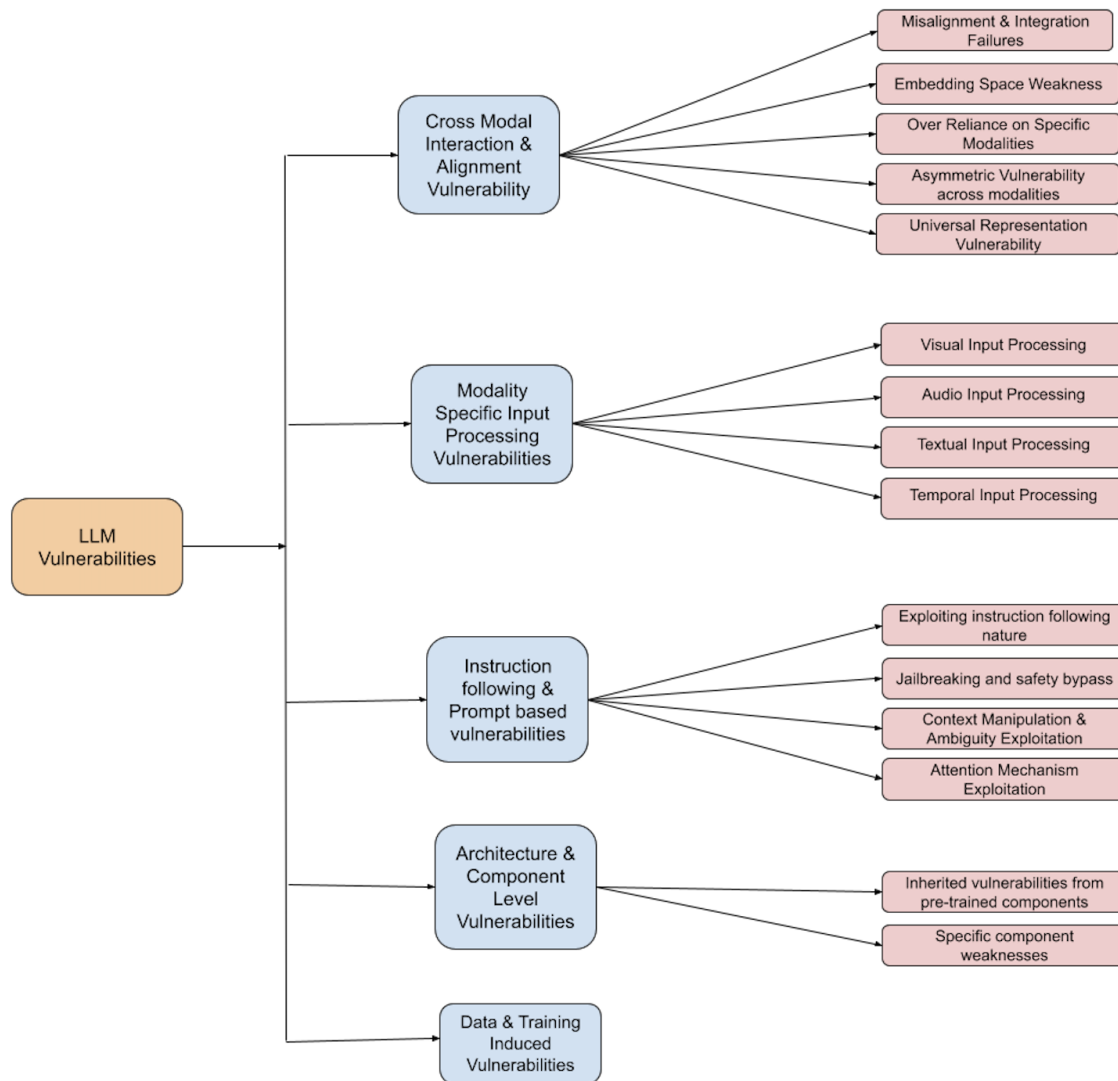 LLM
Vulnerabilities
Cross Modal
Interaction &
Alignment
Vulnerability
Misalignment & Integration
Failures
Embedding Space Weakness
Over Reliance on Specific
Modalities
Asymmetric Vulnerability
across modalities
Universal Representation
Vulnerability
Modality
Specific Input
Processing
Vulnerabilities
Visual Input Processing
Audio Input Processing
Textual Input Processing
Temporal Input Processing
Instruction
following &
Prompt based
vulnerabilities
Exploiting instruction following
nature
Jailbreaking and safety bypass
Context Manipulation &
Ambiguity Exploitation
Attention Mechanism
Exploitation
Architecture &
Component
Level
Vulnerabilities
Inherited vulnerabilities from
pre-trained components
Specific component
weaknesses
Data & Training
Induced
Vulnerabilities